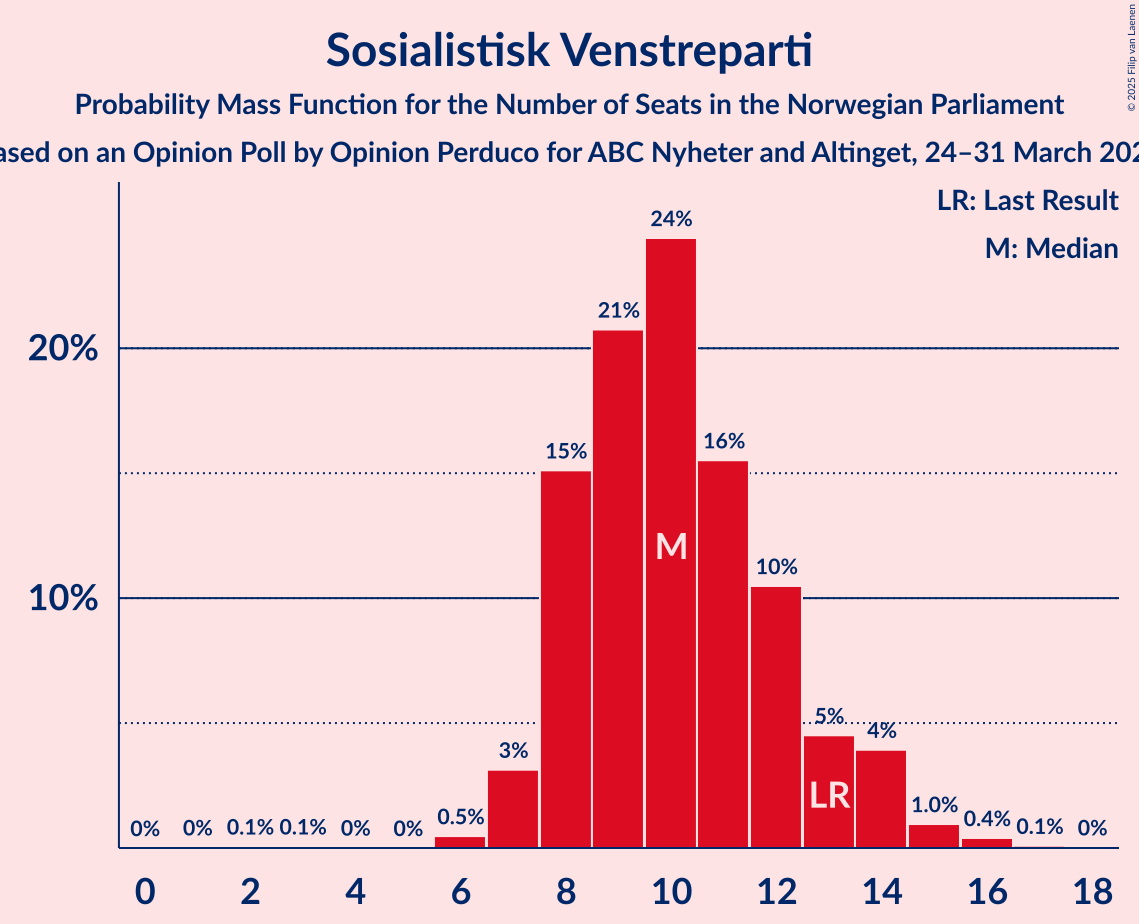 Sosialistisk Venstreparti
Probability Mass Function for the Number of Seats in the Norwegian Parliament
on an Opinion Poll by Opinion Perduco for ABC Nyheter and Altinget, 24–31 March
© 2025 Filip van Laenen
LR: Last Result
M: Median
24%
21%
20%
16%
15%
M
10%
10%
5%
4%
3%
LR
1.0%
0.5%
0.4%
0% 0% 0.1% 0.1% 0% 0% 0.1% 0%
0 2 4 6 8 10 12 14 16 18